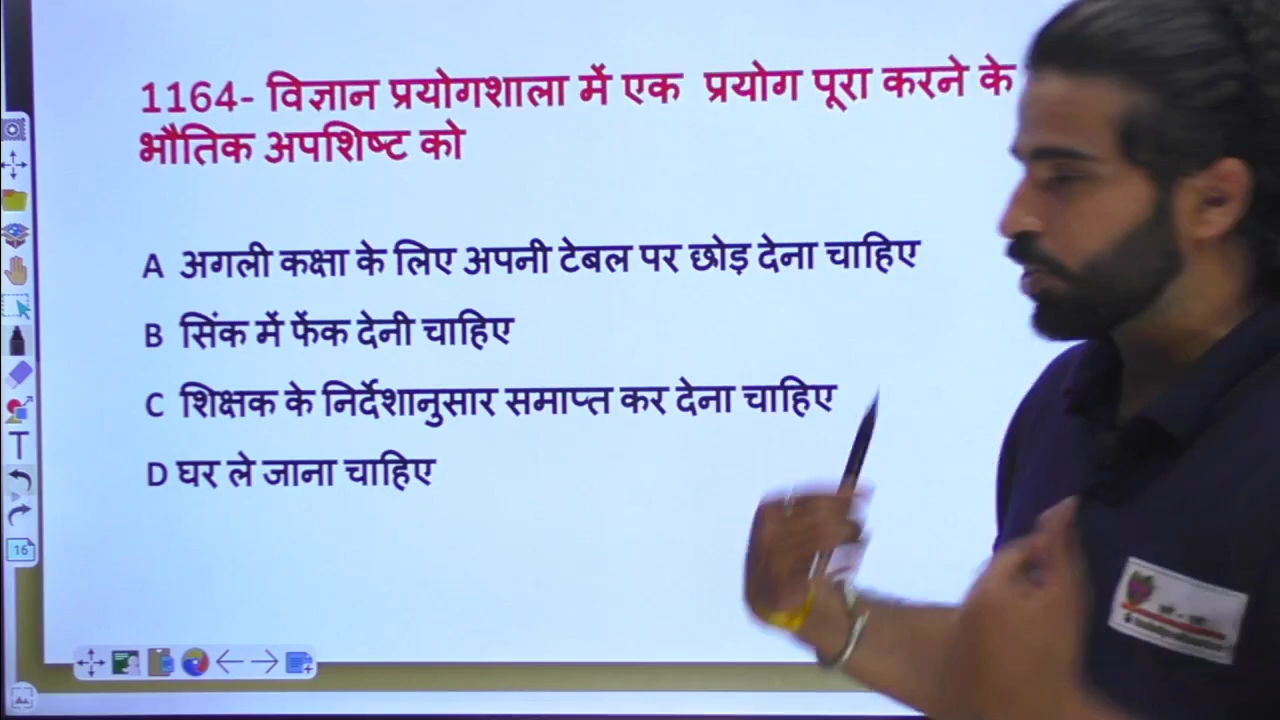 1164- विज्ञान प्रयोगशाला में एक प्रयोग पूरा करने के
भौतिक अपशिष्ट को
A अगली कक्षा के लिए अपनी टेबल पर छोड़ देना चाहिए
B सिंक में फेंक देनी चाहिए
C शिक्षक के निर्देशानुसार समाप्त कर देना चाहिए
D घर ले जाना चाहिए
T
16